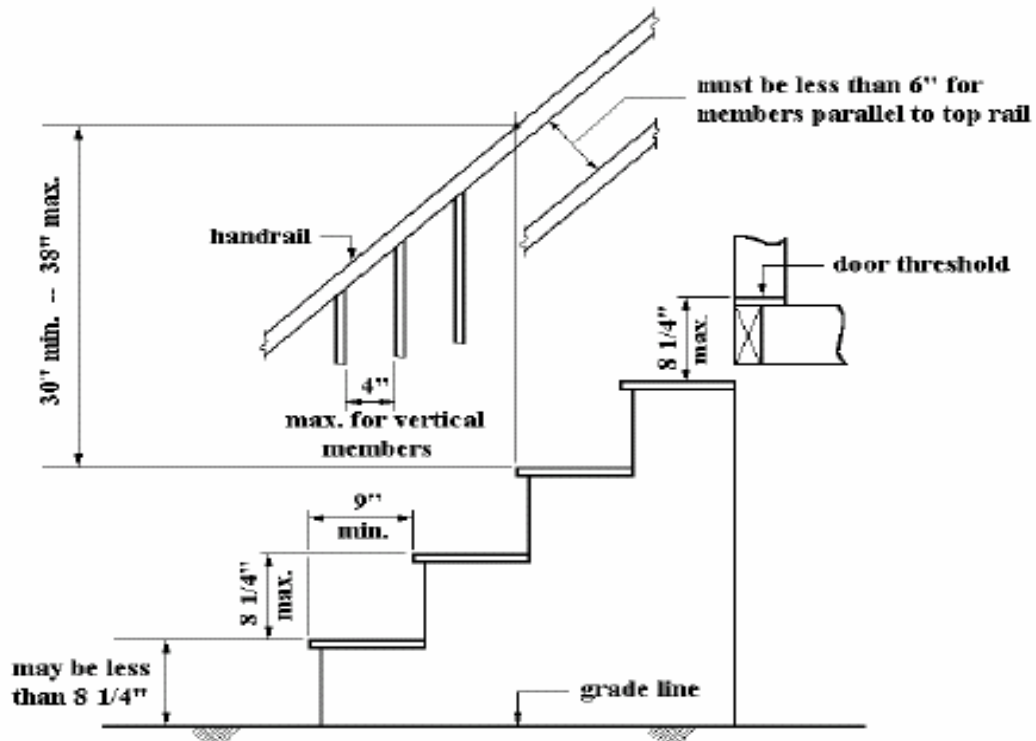 must be less than 6" for
members parallel to top rail
30" min. -- 38" max.
handrail
door threshold
8 1/4"
max.
4"
max. for vertical
members
9"
min.
8 1/4"
max.
may be less
than 8 1/4"
grade line